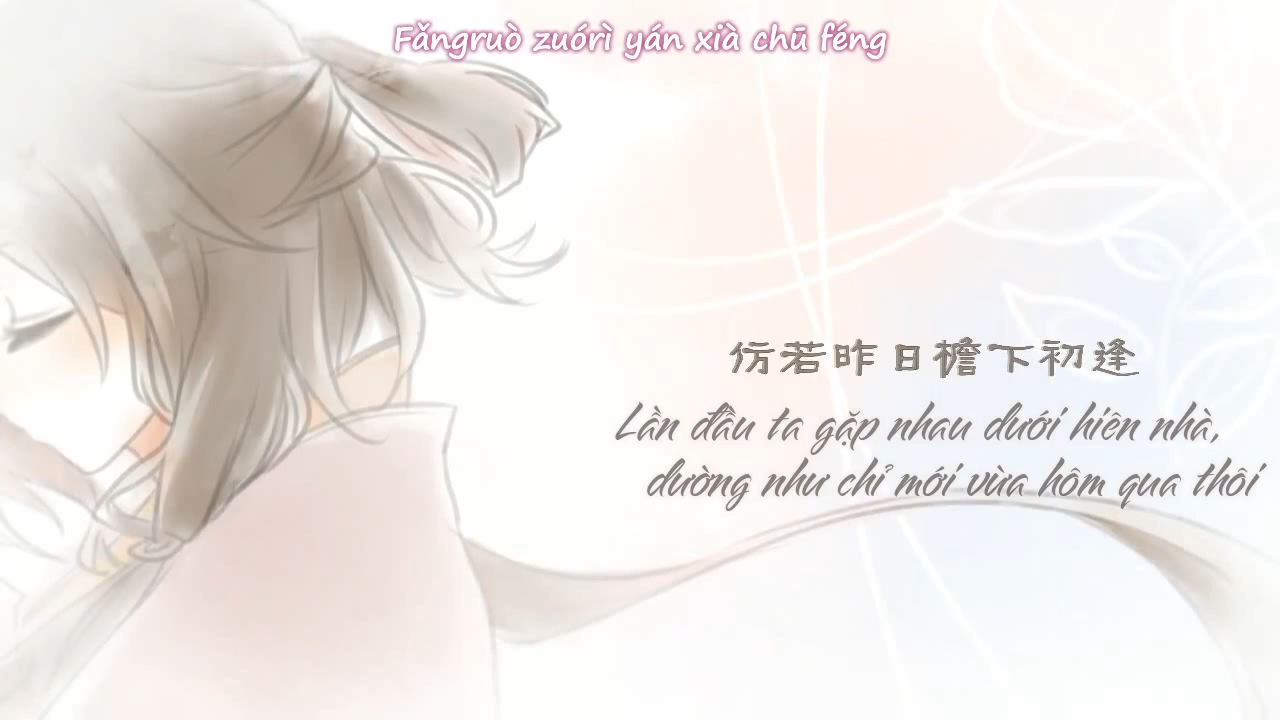 Fǎngruò zuórì yán xià chū féng
仿若昨日檐下初逢
Lần đầu ta gặp nhau dưới hiên nhà,
dường như chỉ mới vừa hôm qua thôi